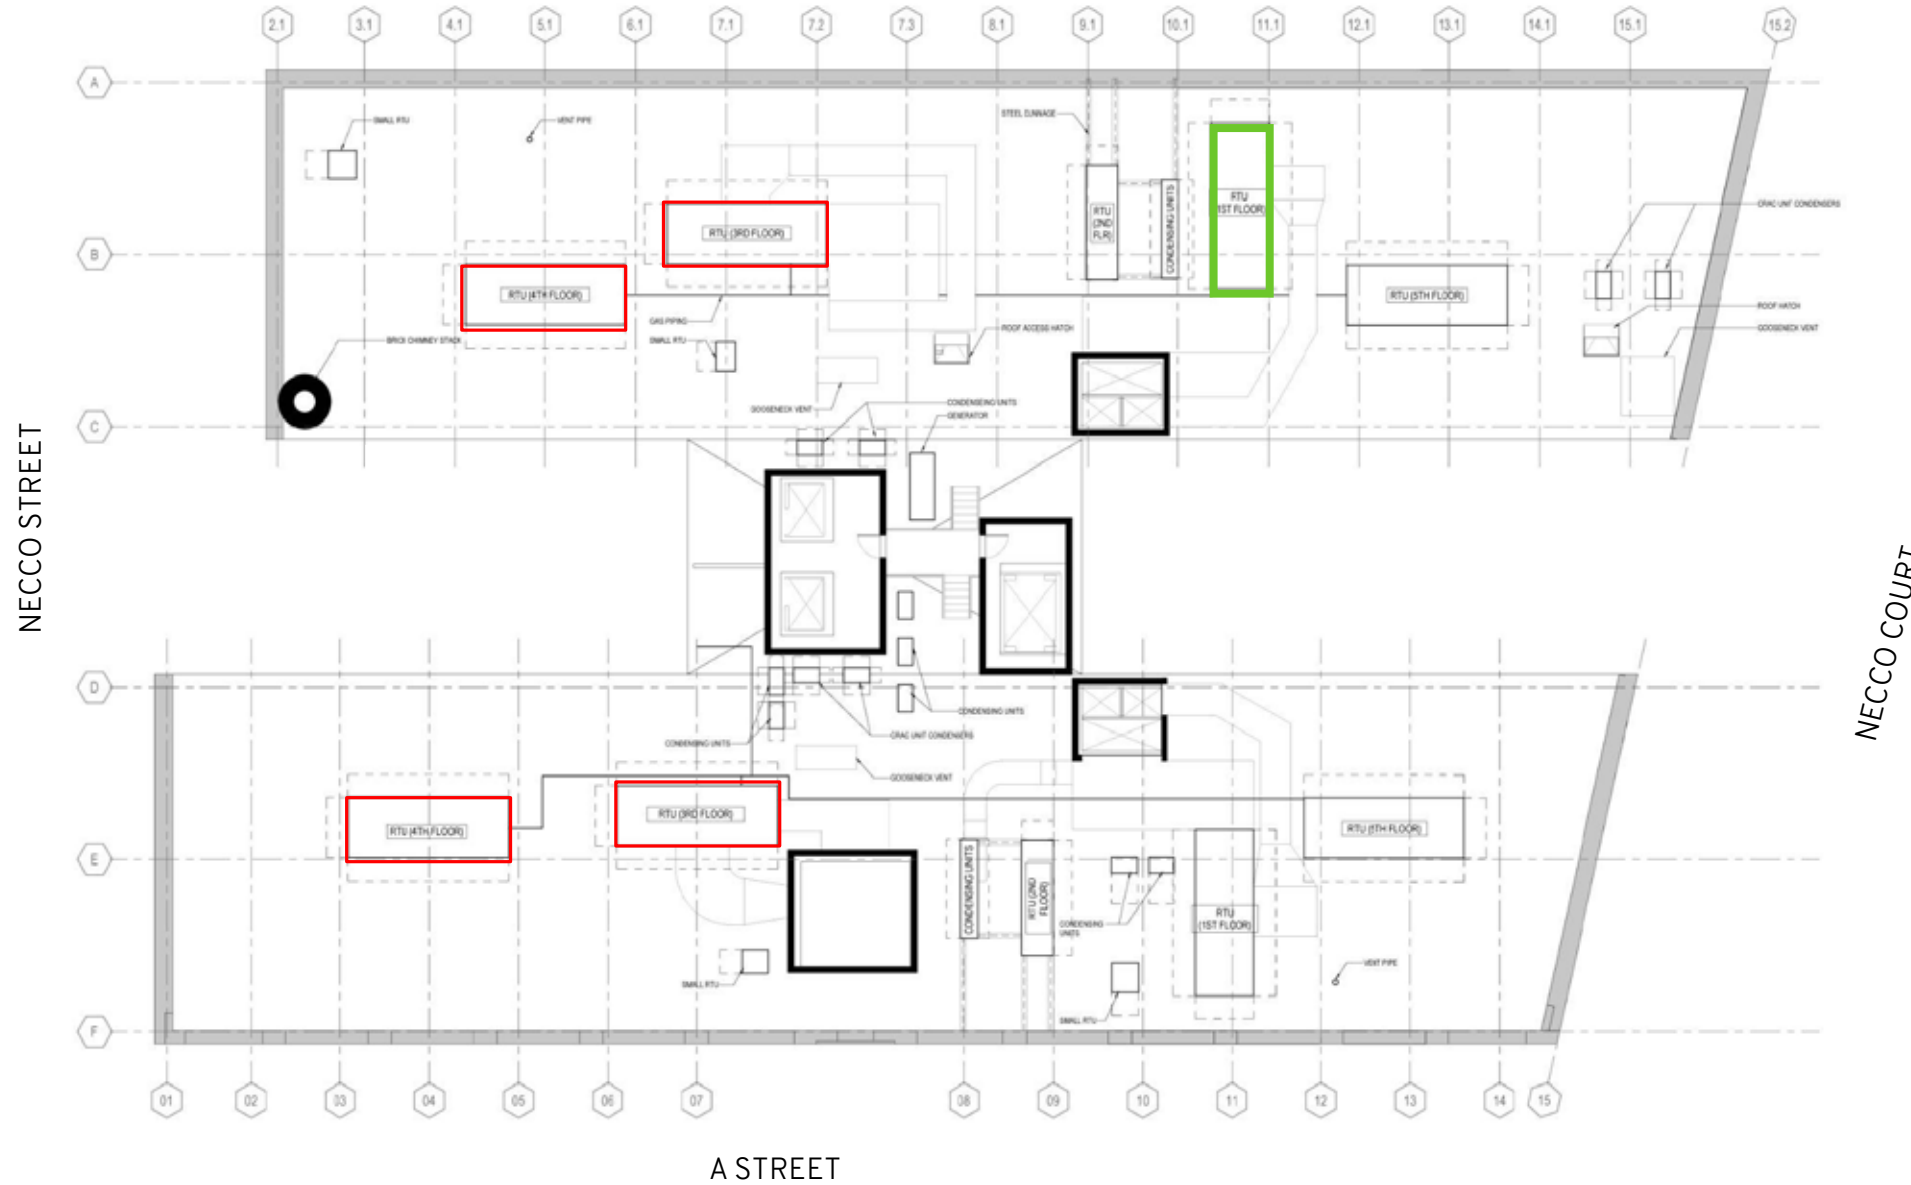 2.1 3.1 4.1 5.1 6.1 7.1 7.2 7.3 8.1 9.1 10.1 11.1 12.1 13.1 14.1 15.1 15.2
A
SMALL RTU
VENT PIPE
STEEL DUNNAGE
RTU
(1ST FLOOR)
RTU
(2ND
FLR)
CONDENSING UNITS
CRAC UNIT CONDENSERS
RTU (3RD FLOOR)
B
RTU (4TH FLOOR)
RTU (5TH FLOOR)
ROOF HATCH
GAS PIPING
ROOF ACCESS HATCH
GOOSENECK VENT
SMALL RTU
BRICK CHIMNEY STACK
GOOSENECK VENT
CONDENSEING UNITS
GENERATOR
C
NECCO STREET
NECCO COURT
D
CONDENSING UNITS
CRAC UNIT CONDENSERS
CONDENSING UNITS
GOOSENECK VENT
RTU (3RD FLOOR)
RTU (4TH FLOOR)
RTU (5TH FLOOR)
E
CONDENSING UNITS
RTU (2ND
FLOOR)
CONDENSING
UNITS
RTU
(1ST FLOOR)
VENT PIPE
SMALL RTU
SMALL RTU
F
01 02 03 04 05 06 07 08 09 10 11 12 13 14 15
A STREET